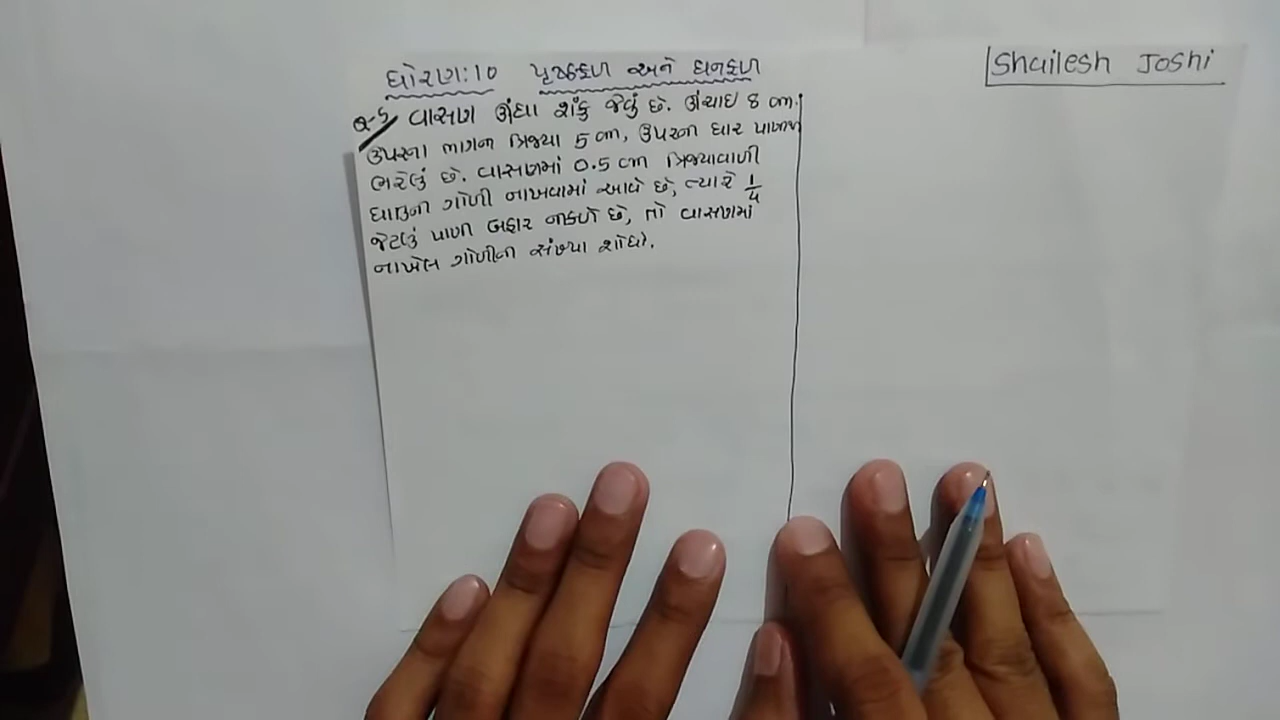 ધોરણ:10 પૃષ્ઠફળ અને ઘનફળ
Shailesh Joshi
Q-5 વાસણ ઊંધા શંકુ જેવું છે. ઊંચાઇ 8 cm.
ઉપરના ભાગની ત્રિજ્યા 5 cm, ઉપરની ધાર પાણીથી
ભરેલું છે. વાસણમાં 0.5 cm ત્રિજ્યાવાળી
ધાતુની ગોળી નાખવામાં આવે છે, ત્યારે 1/4
જેટલું પાણી બહાર નીકળે છે, તો વાસણમાં
નાખેલ ગોળીની સંખ્યા શોધો.